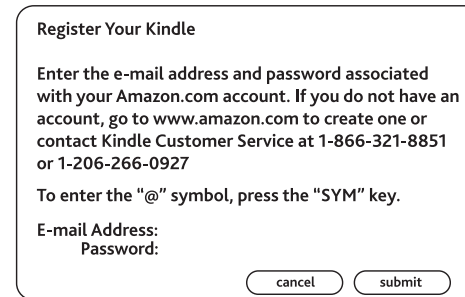 Register Your Kindle
Enter the e-mail address and password associated
with your Amazon.com account. If you do not have an
account, go to www.amazon.com to create one or
contact Kindle Customer Service at 1-866-321-8851
or 1-206-266-0927
To enter the “@” symbol, press the “SYM” key.
E-mail Address:
Password:
cancel submit